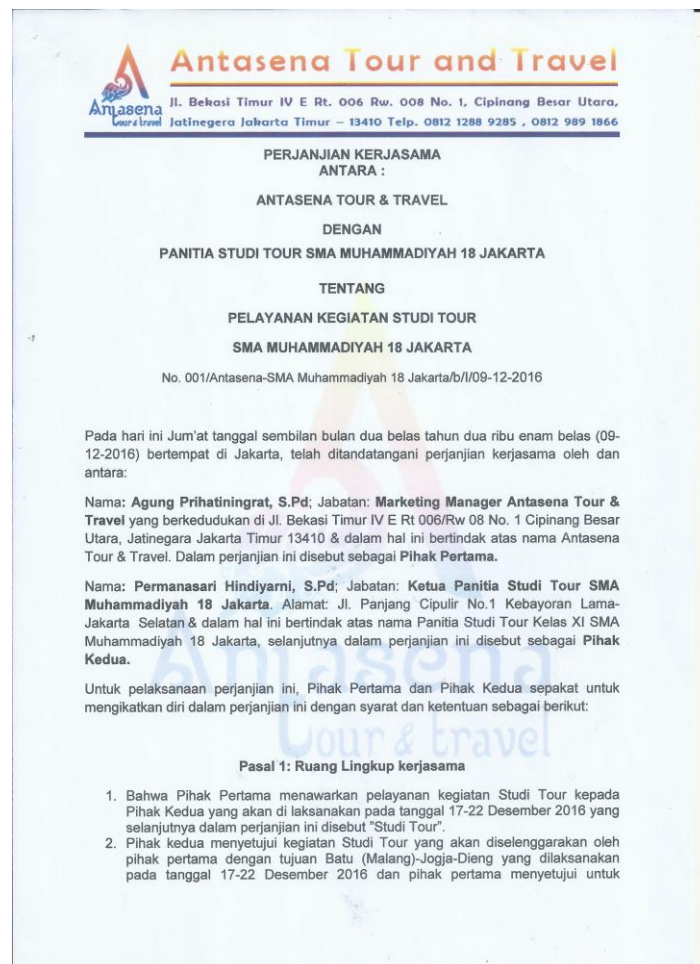 Antasena Tour and Travel
Antasena
tour & travel
Jl. Bekasi Timur IV E Rt. 006 Rw. 008 No. 1, Cipinang Besar Utara,
Jatinegera Jakarta Timur – 13410 Telp. 0812 1288 9285 , 0812 989 1866
PERJANJIAN KERJASAMA
ANTARA :
ANTASENA TOUR & TRAVEL
DENGAN
PANITIA STUDI TOUR SMA MUHAMMADIYAH 18 JAKARTA
TENTANG
PELAYANAN KEGIATAN STUDI TOUR
SMA MUHAMMADIYAH 18 JAKARTA
No. 001/Antasena-SMA Muhammadiyah 18 Jakarta/b/I/09-12-2016
Pada hari ini Jum'at tanggal sembilan bulan dua belas tahun dua ribu enam belas (09-
12-2016) bertempat di Jakarta, telah ditandatangani perjanjian kerjasama oleh dan
antara:
Nama: Agung Prihatiningrat, S.Pd; Jabatan: Marketing Manager Antasena Tour &
Travel yang berkedudukan di Jl. Bekasi Timur IV E Rt 006/Rw 08 No. 1 Cipinang Besar
Utara, Jatinegara Jakarta Timur 13410 & dalam hal ini bertindak atas nama Antasena
Tour & Travel. Dalam perjanjian ini disebut sebagai Pihak Pertama.
Nama: Permanasari Hindiyarni, S.Pd; Jabatan: Ketua Panitia Studi Tour SMA
Muhammadiyah 18 Jakarta. Alamat: Jl. Panjang Cipulir No.1 Kebayoran Lama-
Jakarta Selatan & dalam hal ini bertindak atas nama Panitia Studi Tour Kelas XI SMA
Muhammadiyah 18 Jakarta, selanjutnya dalam perjanjian ini disebut sebagai Pihak
Kedua.
Untuk pelaksanaan perjanjian ini, Pihak Pertama dan Pihak Kedua sepakat untuk
mengikatkan diri dalam perjanjian ini dengan syarat dan ketentuan sebagai berikut:
Antasena
tour & travel
Pasal 1: Ruang Lingkup kerjasama
1. Bahwa Pihak Pertama menawarkan pelayanan kegiatan Studi Tour kepada
Pihak Kedua yang akan di laksanakan pada tanggal 17-22 Desember 2016 yang
selanjutnya dalam perjanjian ini disebut "Studi Tour".
2. Pihak kedua menyetujui kegiatan Studi Tour yang akan diselenggarakan oleh
pihak pertama dengan tujuan Batu (Malang)-Jogja-Dieng yang dilaksanakan
pada tanggal 17-22 Desember 2016 dan pihak pertama menyetujui untuk